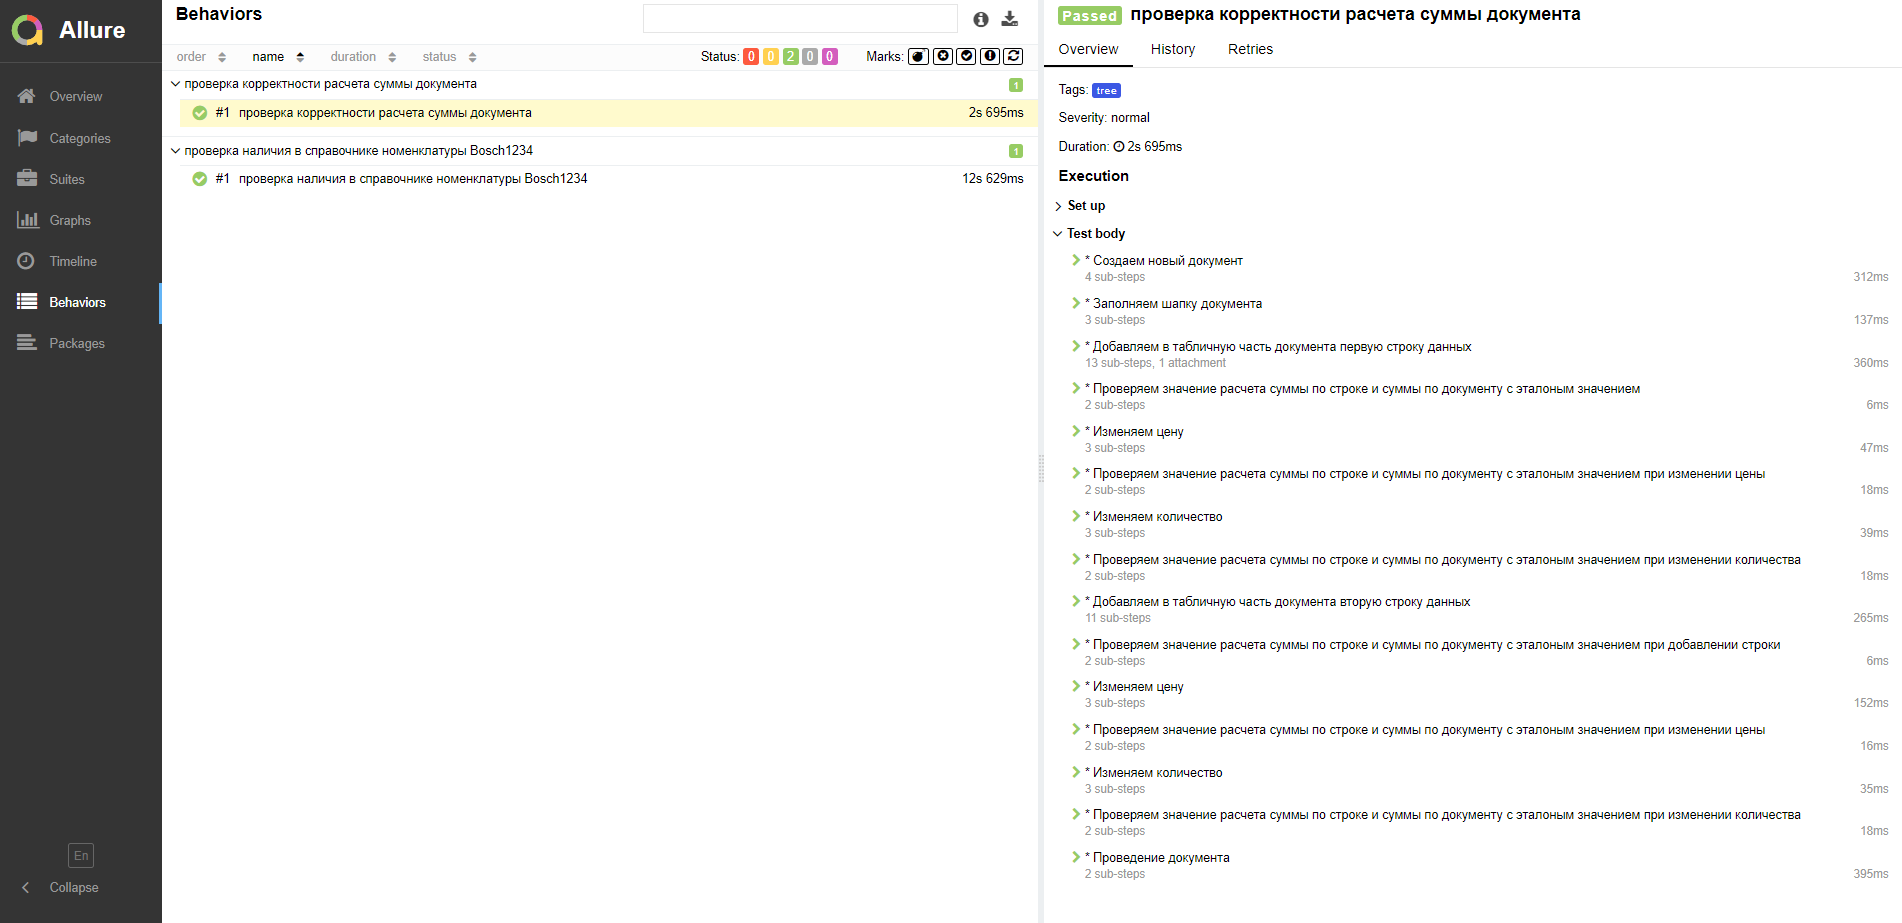 Allure
Overview
Categories
Suites
Graphs
Timeline
Behaviors
Packages
En
Collapse
Behaviors
order name duration status Status: 0 0 2 0 0 Marks:
проверка корректности расчета суммы документа 1
#1 проверка корректности расчета суммы документа 2s 695ms
проверка наличия в справочнике номенклатуры Bosch1234 1
#1 проверка наличия в справочнике номенклатуры Bosch1234 12s 629ms
Passed проверка корректности расчета суммы документа
Overview History Retries
Tags: tree
Severity: normal
Duration: 2s 695ms
Execution
Set up
Test body
* Создаем новый документ
4 sub-steps 312ms
* Заполняем шапку документа
3 sub-steps 137ms
* Добавляем в табличную часть документа первую строку данных
13 sub-steps, 1 attachment 360ms
* Проверяем значение расчета суммы по строке и суммы по документу с эталоным значением
2 sub-steps 6ms
* Изменяем цену
3 sub-steps 47ms
* Проверяем значение расчета суммы по строке и суммы по документу с эталоным значением при изменении цены
2 sub-steps 18ms
* Изменяем количество
3 sub-steps 39ms
* Проверяем значение расчета суммы по строке и суммы по документу с эталоным значением при изменении количества
2 sub-steps 18ms
* Добавляем в табличную часть документа вторую строку данных
11 sub-steps 265ms
* Проверяем значение расчета суммы по строке и суммы по документу с эталоным значением при добавлении строки
2 sub-steps 6ms
* Изменяем цену
3 sub-steps 152ms
* Проверяем значение расчета суммы по строке и суммы по документу с эталоным значением при изменении цены
2 sub-steps 16ms
* Изменяем количество
3 sub-steps 35ms
* Проверяем значение расчета суммы по строке и суммы по документу с эталоным значением при изменении количества
2 sub-steps 18ms
* Проведение документа
2 sub-steps 395ms